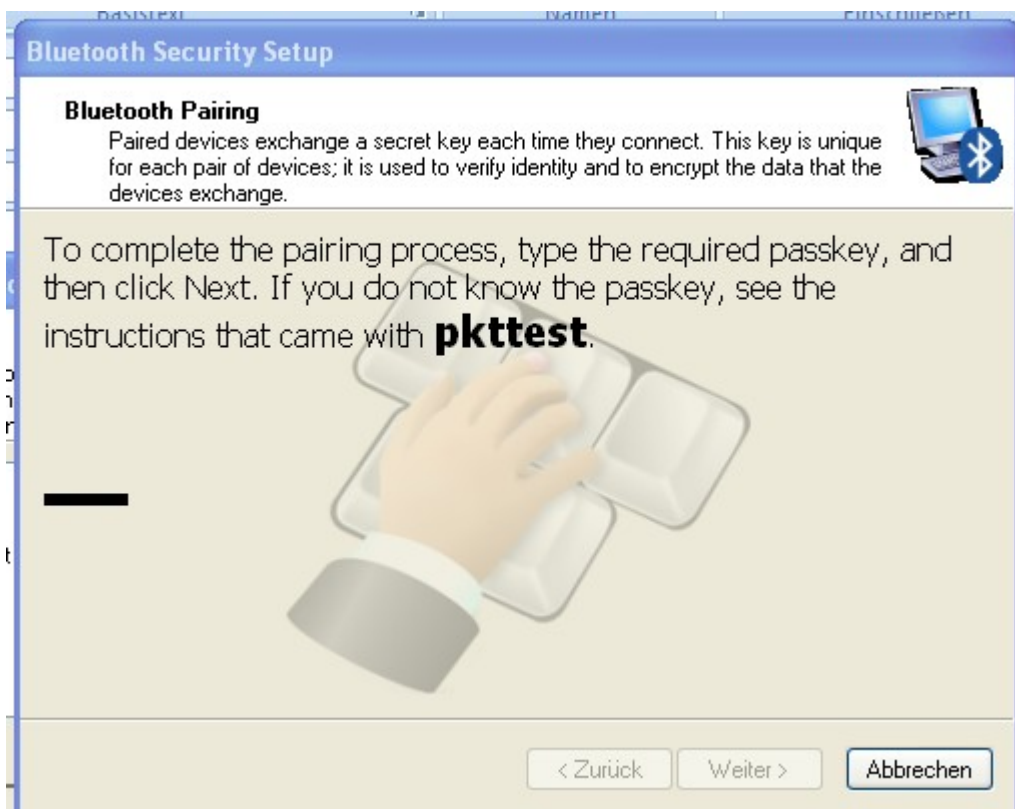 Basistext Namen Einschließen
Bluetooth Security Setup
Bluetooth Pairing
Paired devices exchange a secret key each time they connect. This key is unique
for each pair of devices; it is used to verify identity and to encrypt the data that the
devices exchange.
To complete the pairing process, type the required passkey, and
then click Next. If you do not know the passkey, see the
instructions that came with pkttest.
< Zurück Weiter > Abbrechen